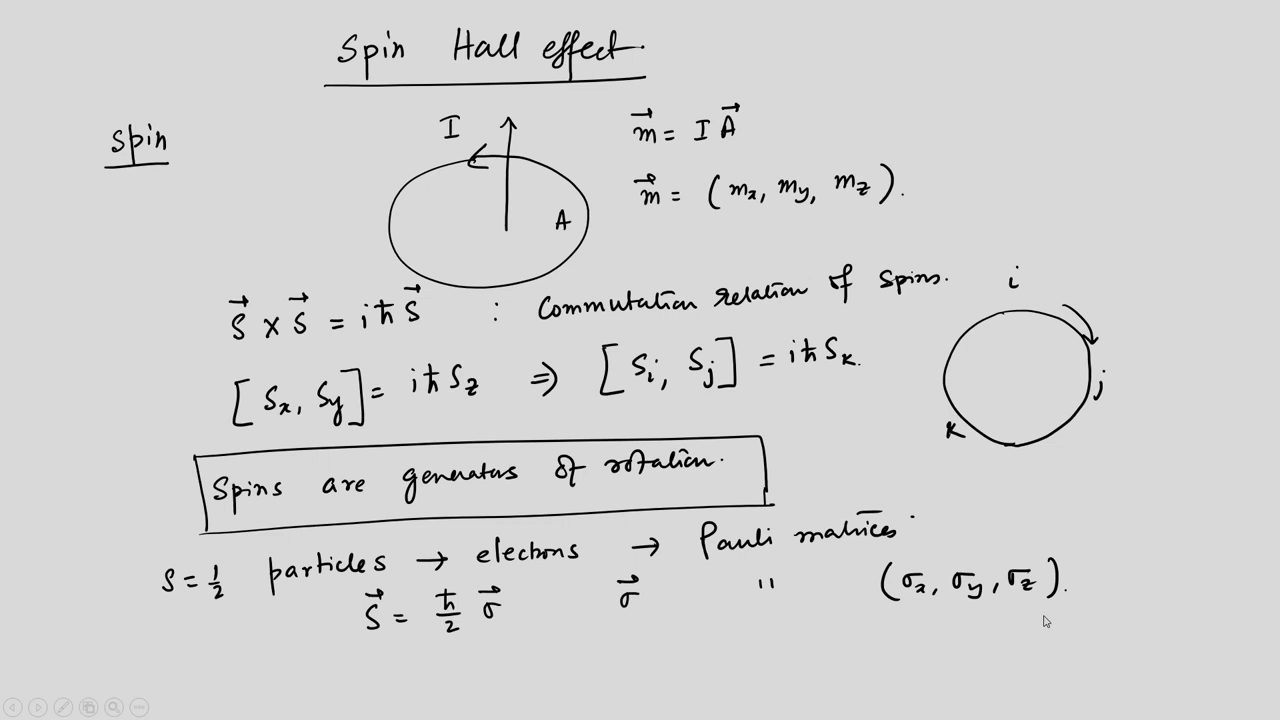 Spin Hall effect.
Spin
I
A
m⃗ = I A⃗
m⃗ = (mx, my, mz).
S⃗ × S⃗ = iħ S⃗ : Commutation relation of spins.
[Sx, Sy] = iħ Sz ⇒ [Si, Sj] = iħ Sk.
i
j
k
Spins are generators of rotation.
S = 1/2 particles → electrons → Pauli matrices
S⃗ = ħ/2 σ⃗ σ⃗ " (σx, σy, σz).